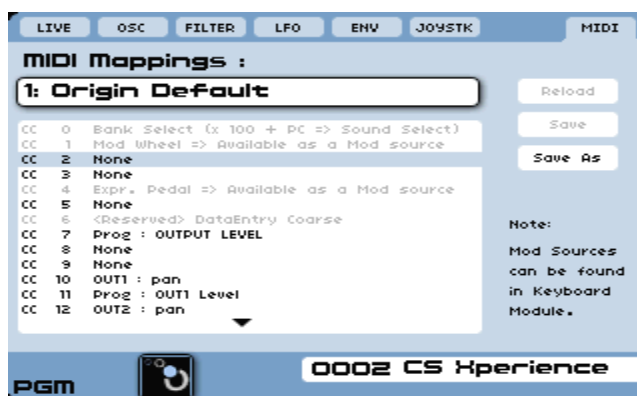 LIVE OSC FILTER LFO ENV JOYSTK MIDI
MIDI Mappings :
1: Origin Default
Reload
Save
Save As
CC 0 Bank Select (x 100 + PC => Sound Select)
CC 1 Mod Wheel => Available as a Mod source
CC 2 None
CC 3 None
CC 4 Expr. Pedal => Available as a Mod source
CC 5 None
CC 6 <Reserved> DataEntry Coarse
CC 7 Prog : OUTPUT LEVEL
CC 8 None
CC 9 None
CC 10 OUT1 : pan
CC 11 Prog : OUT1 Level
CC 12 OUT2 : pan
Note:
Mod Sources
can be found
in Keyboard
Module.
PGM
0002 CS Xperience